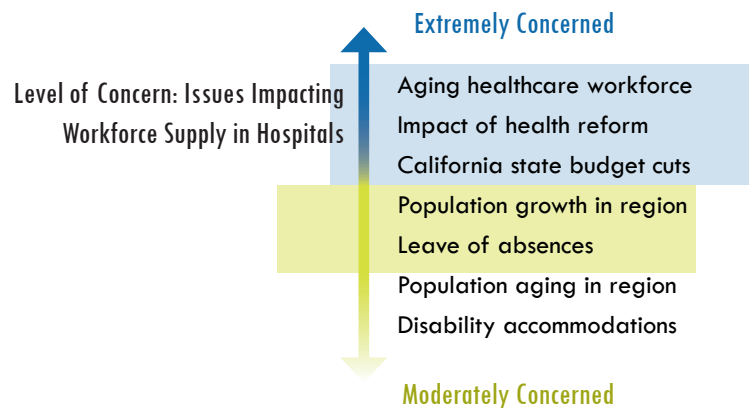 Extremely Concerned
Level of Concern: Issues Impacting
Workforce Supply in Hospitals
Aging healthcare workforce
Impact of health reform
California state budget cuts
Population growth in region
Leave of absences
Population aging in region
Disability accommodations
Moderately Concerned